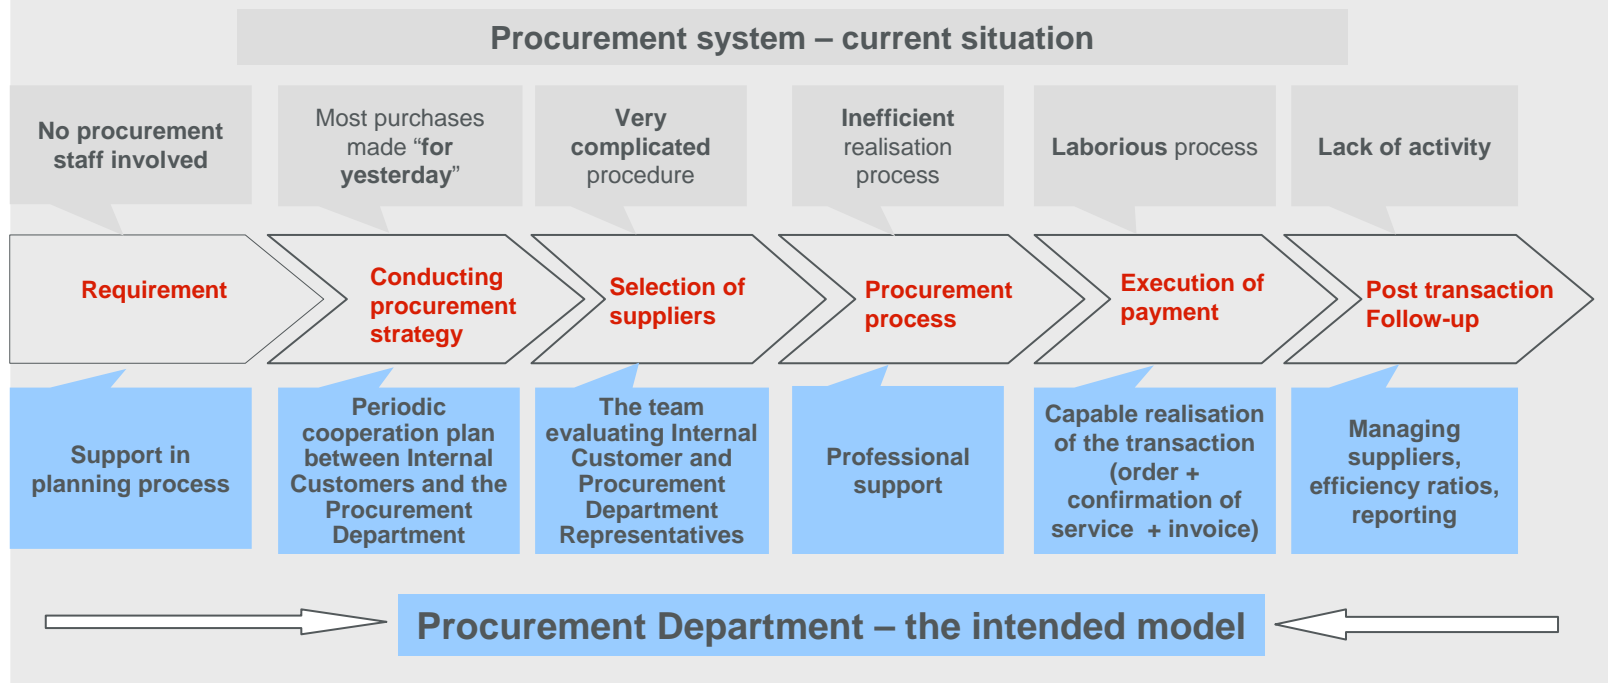 Procurement system – current situation
No procurement
staff involved
Most purchases
made “for
yesterday”
Very
complicated
procedure
Inefficient
realisation
process
Laborious process
Lack of activity
Requirement
Conducting
procurement
strategy
Selection of
suppliers
Procurement
process
Execution of
payment
Post transaction
Follow-up
Support in
planning process
Periodic
cooperation plan
between Internal
Customers and the
Procurement
Department
The team
evaluating Internal
Customer and
Procurement
Department
Representatives
Professional
support
Capable realisation
of the transaction
(order +
confirmation of
service  + invoice)
Managing
suppliers,
efficiency ratios,
reporting
Procurement Department – the intended model